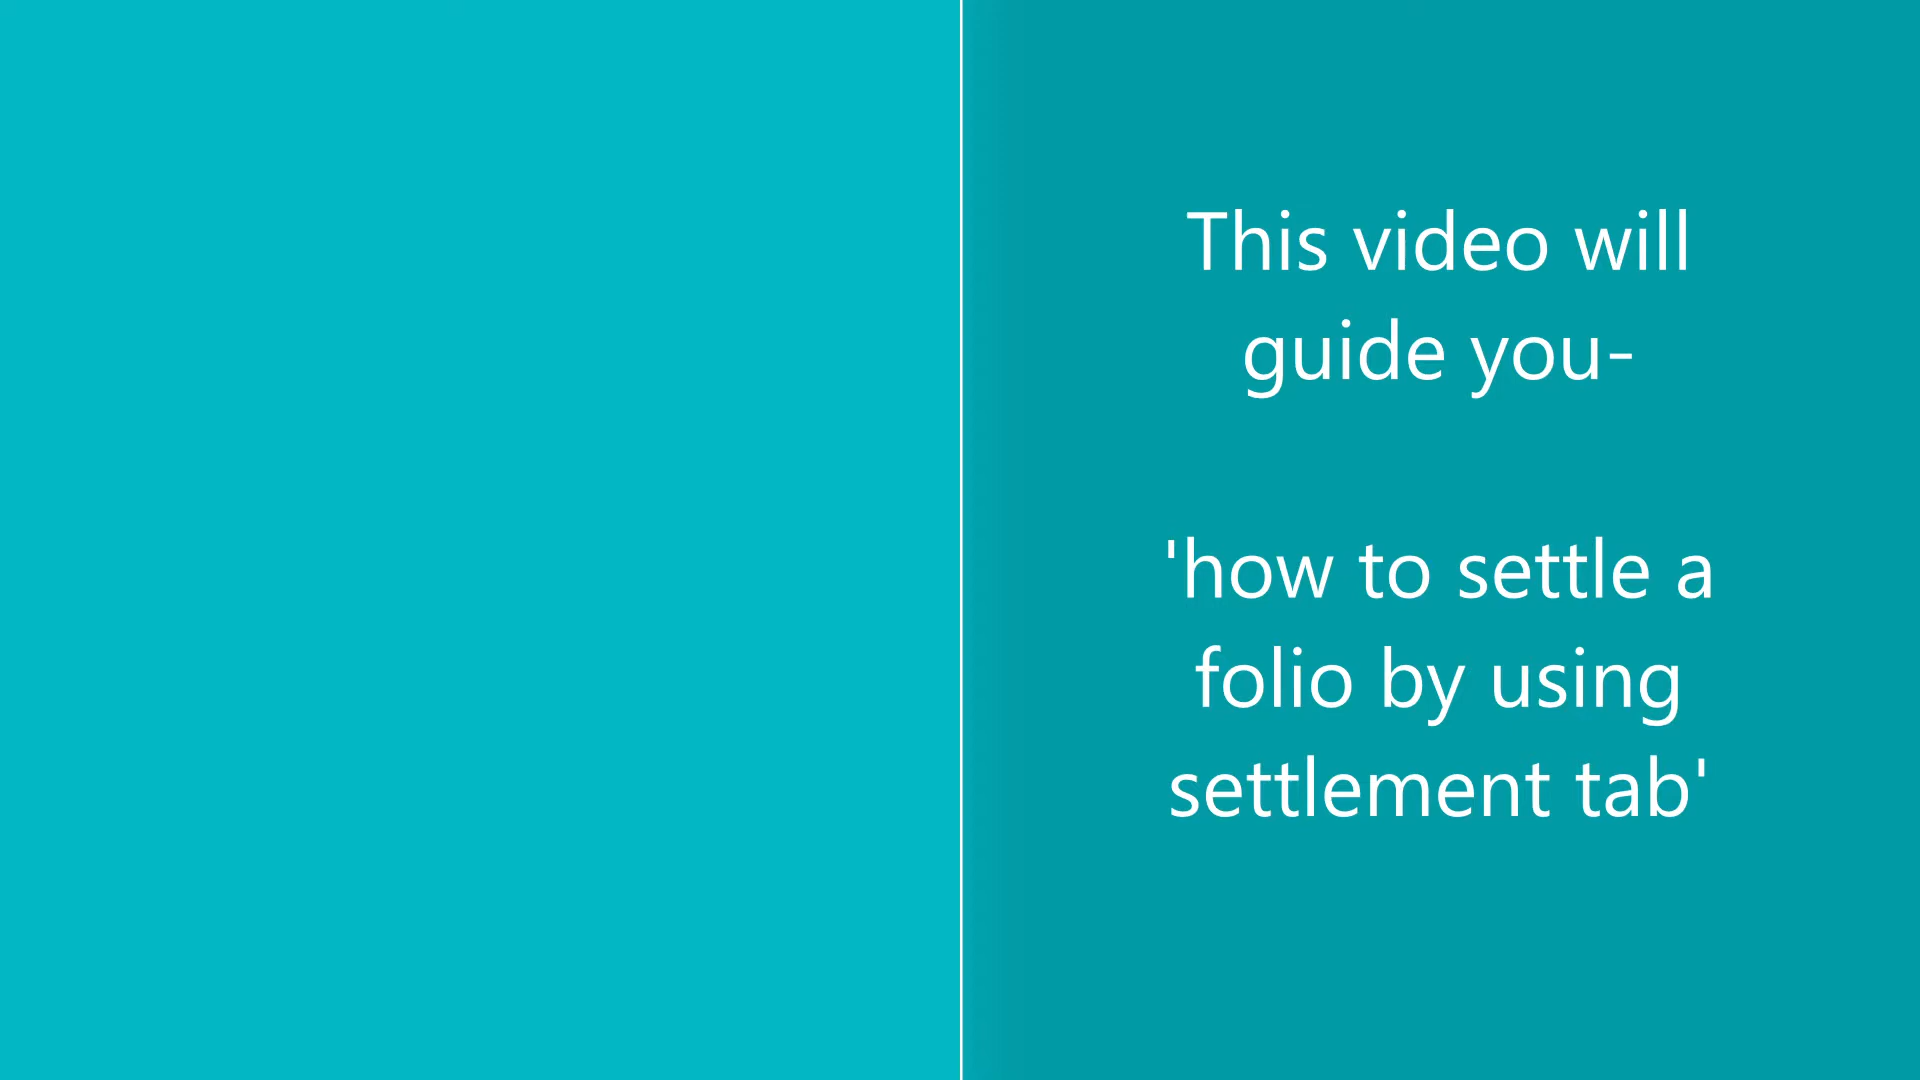 This video will
guide you-
'how to settle a
folio by using
settlement tab'